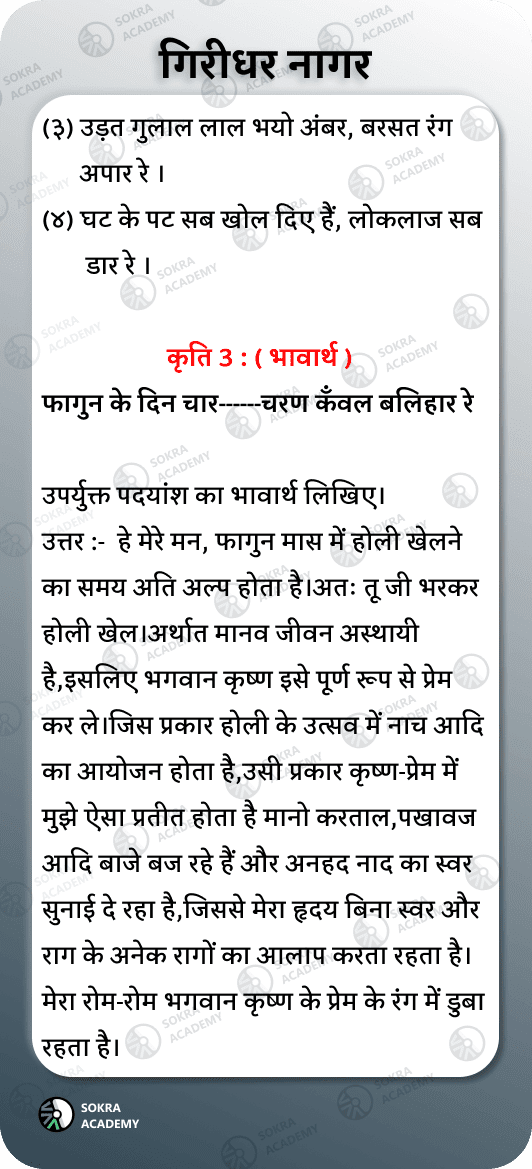 गिरीधर नागर
(३) उड़त गुलाल लाल भयो अंबर, बरसत रंग
अपार रे ।
(४) घट के पट सब खोल दिए हैं, लोकलाज सब
डार रे ।
कृति 3 : ( भावार्थ )
फागुन के दिन चार------चरण कँवल बलिहार रे
उपर्युक्त पदयांश का भावार्थ लिखिए।
उत्तर :- हे मेरे मन, फागुन मास में होली खेलने
का समय अति अल्प होता है।अतः तू जी भरकर
होली खेल।अर्थात मानव जीवन अस्थायी
है,इसलिए भगवान कृष्ण इसे पूर्ण रूप से प्रेम
कर ले।जिस प्रकार होली के उत्सव में नाच आदि
का आयोजन होता है,उसी प्रकार कृष्ण-प्रेम में
मुझे ऐसा प्रतीत होता है मानो करताल,पखावज
आदि बाजे बज रहे हैं और अनहद नाद का स्वर
सुनाई दे रहा है,जिससे मेरा हृदय बिना स्वर और
राग के अनेक रागों का आलाप करता रहता है।
मेरा रोम-रोम भगवान कृष्ण के प्रेम के रंग में डुबा
रहता है।
SOKRA
ACADEMY